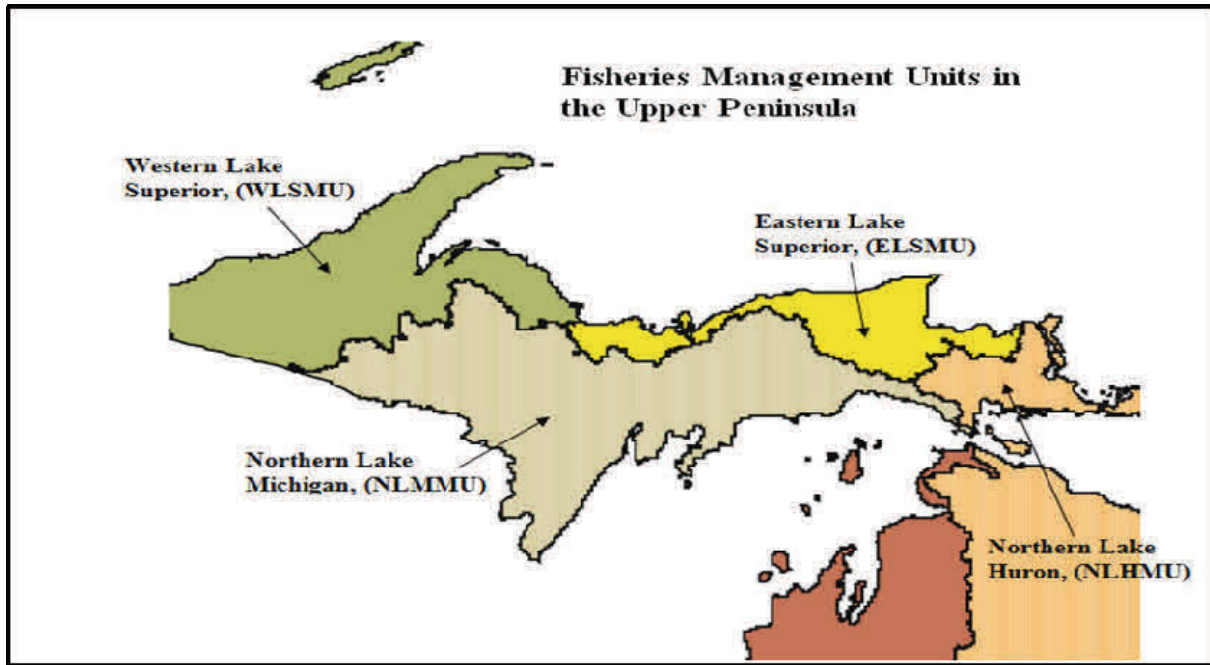 Fisheries Management Units in
the Upper Peninsula
Western Lake
Superior, (WLSMU)
Eastern Lake
Superior, (ELSMU)
Northern Lake
Michigan, (NLMMU)
Northern Lake
Huron, (NLHMU)